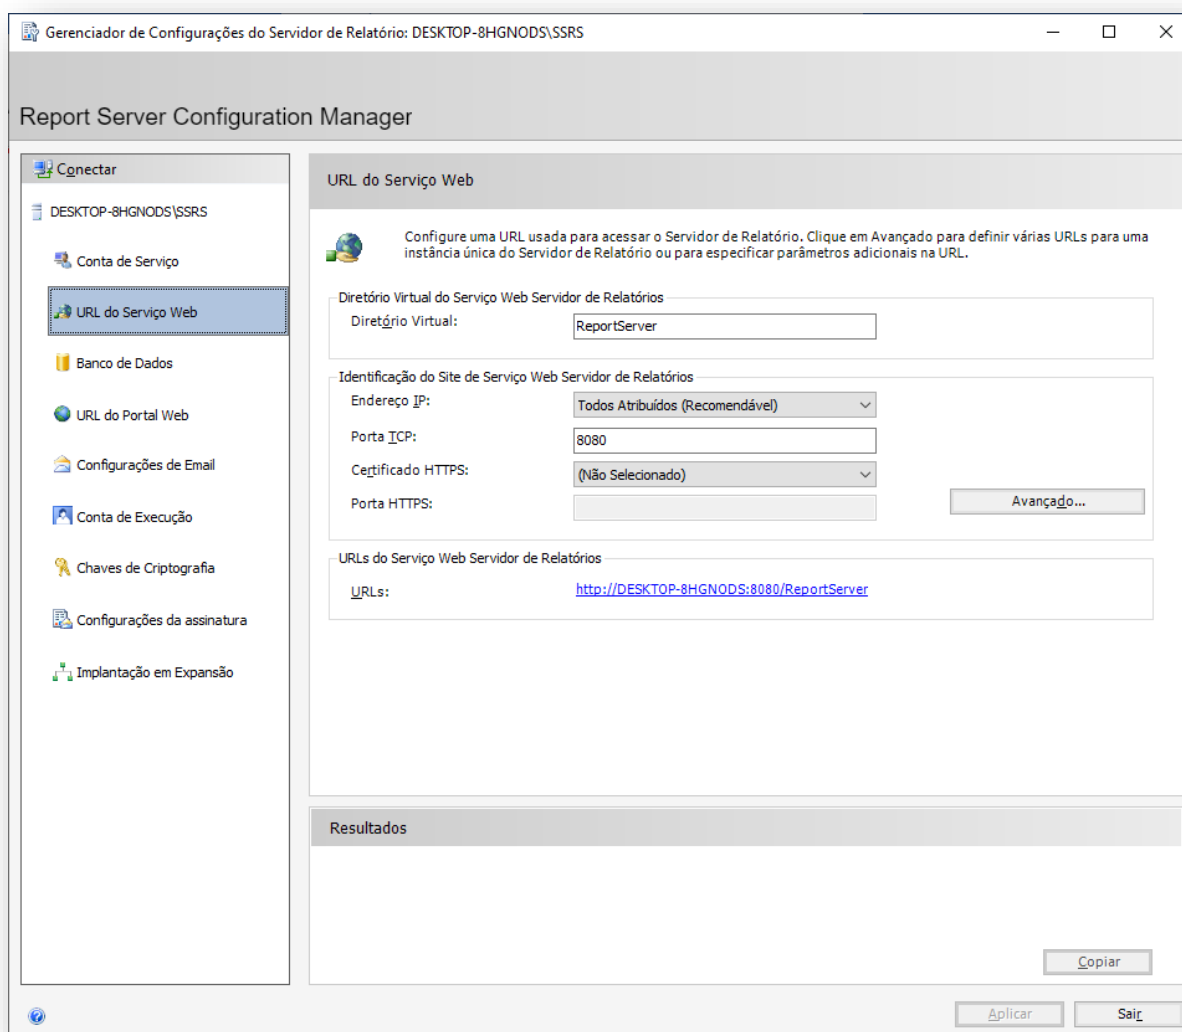 Gerenciador de Configurações do Servidor de Relatório: DESKTOP-8HGNODS\SSRS
Report Server Configuration Manager
Conectar
DESKTOP-8HGNODS\SSRS
Conta de Serviço
URL do Serviço Web
Banco de Dados
URL do Portal Web
Configurações de Email
Conta de Execução
Chaves de Criptografia
Configurações da assinatura
Implantação em Expansão
URL do Serviço Web
Configure uma URL usada para acessar o Servidor de Relatório. Clique em Avançado para definir várias URLs para uma
instância única do Servidor de Relatório ou para especificar parâmetros adicionais na URL.
Diretório Virtual do Serviço Web Servidor de Relatórios
Diretório Virtual: ReportServer
Identificação do Site de Serviço Web Servidor de Relatórios
Endereço IP: Todos Atribuídos (Recomendável)
Porta TCP: 8080
Certificado HTTPS: (Não Selecionado)
Porta HTTPS:
Avançado...
URLs do Serviço Web Servidor de Relatórios
URLs: http://DESKTOP-8HGNODS:8080/ReportServer
Resultados
Copiar
Aplicar Sair